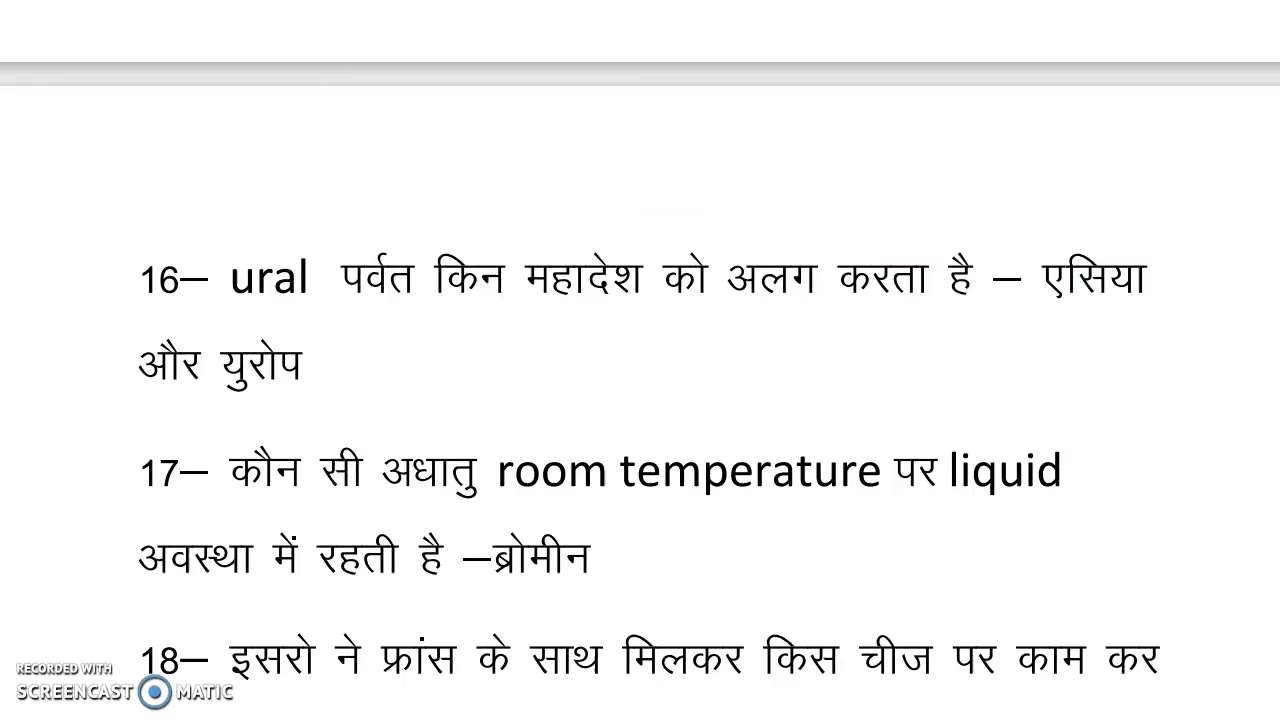 16– ural पर्वत किन महादेश को अलग करता है – एसिया
और युरोप
17– कौन सी अधातु room temperature पर liquid
अवस्था में रहती है –ब्रोमीन
18– इसरो ने फ्रांस के साथ मिलकर किस चीज पर काम कर
RECORDED WITH
SCREENCAST MATIC